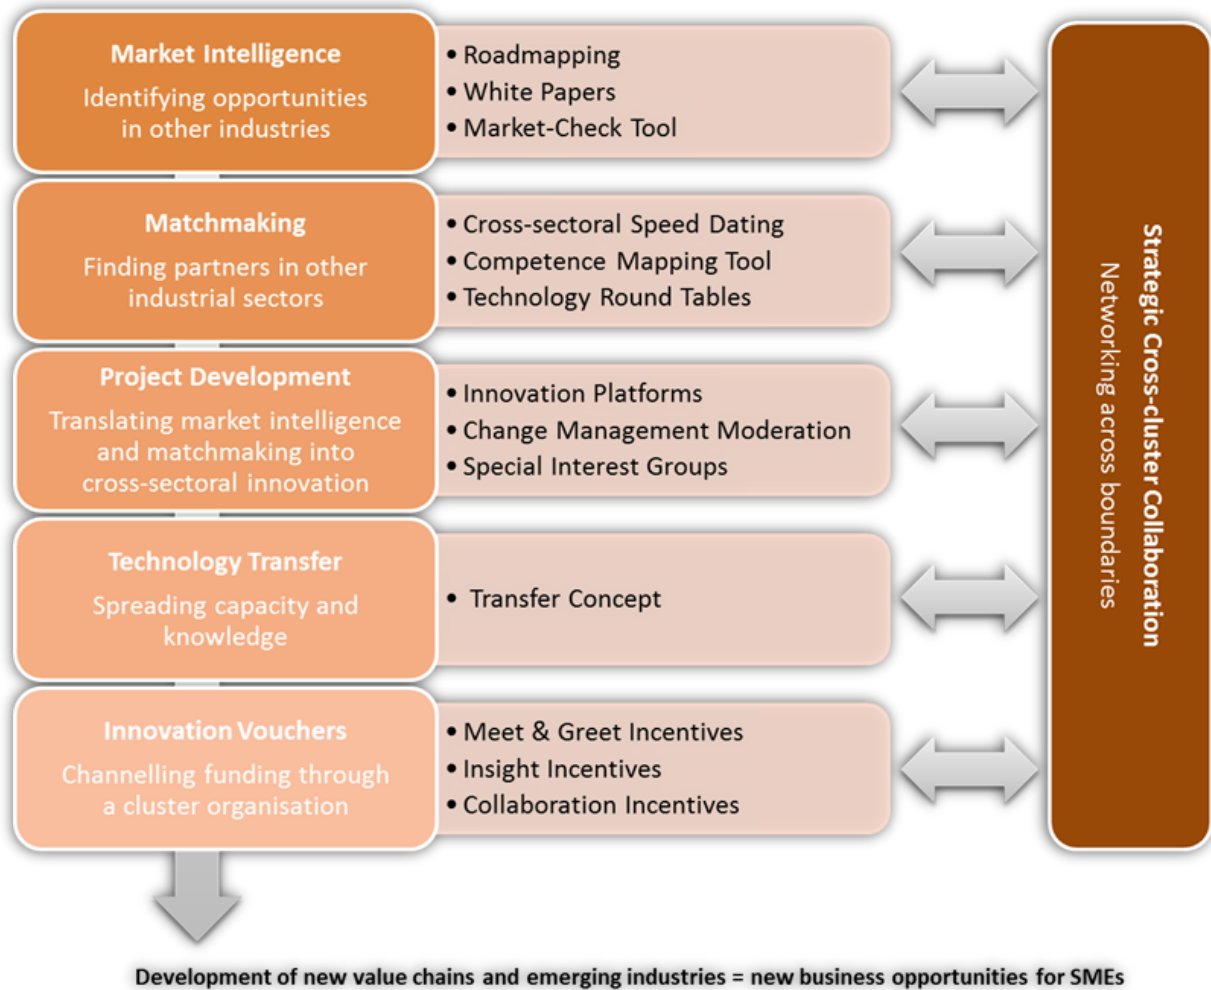 Market Intelligence
Identifying opportunities
in other industries
• Roadmapping
• White Papers
• Market-Check Tool
Matchmaking
Finding partners in other
industrial sectors
• Cross-sectoral Speed Dating
• Competence Mapping Tool
• Technology Round Tables
Project Development
Translating market intelligence
and matchmaking into
cross-sectoral innovation
• Innovation Platforms
• Change Management Moderation
• Special Interest Groups
Technology Transfer
Spreading capacity and
knowledge
• Transfer Concept
Innovation Vouchers
Channelling funding through
a cluster organisation
• Meet & Greet Incentives
• Insight Incentives
• Collaboration Incentives
Strategic Cross-cluster Collaboration
Networking across boundaries
Development of new value chains and emerging industries = new business opportunities for SMEs